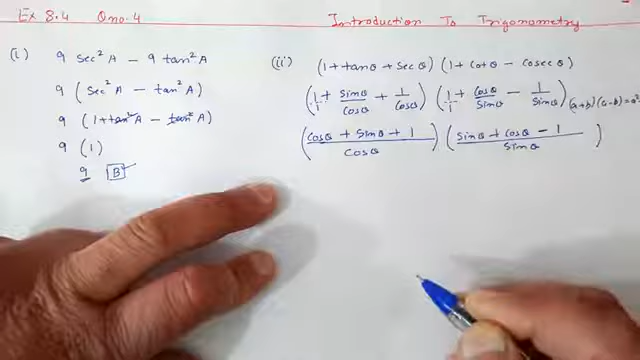 Ex 8.4 Qno.4 Introduction To Trigonometry
(i) 9 sec² A − 9 tan² A
9 ( sec² A − tan² A )
9 ( 1 + tan² A − tan² A )
9 ( 1 )
9 B
(ii) (1 + tanθ + secθ) (1 + cotθ − cosecθ)
(1/1 + sinθ/cosθ + 1/cosθ) (1/1 + cosθ/sinθ − 1/sinθ) (a+b)(a−b)=a²
((cosθ + sinθ + 1)/cosθ) ((sinθ + cosθ − 1)/sinθ)